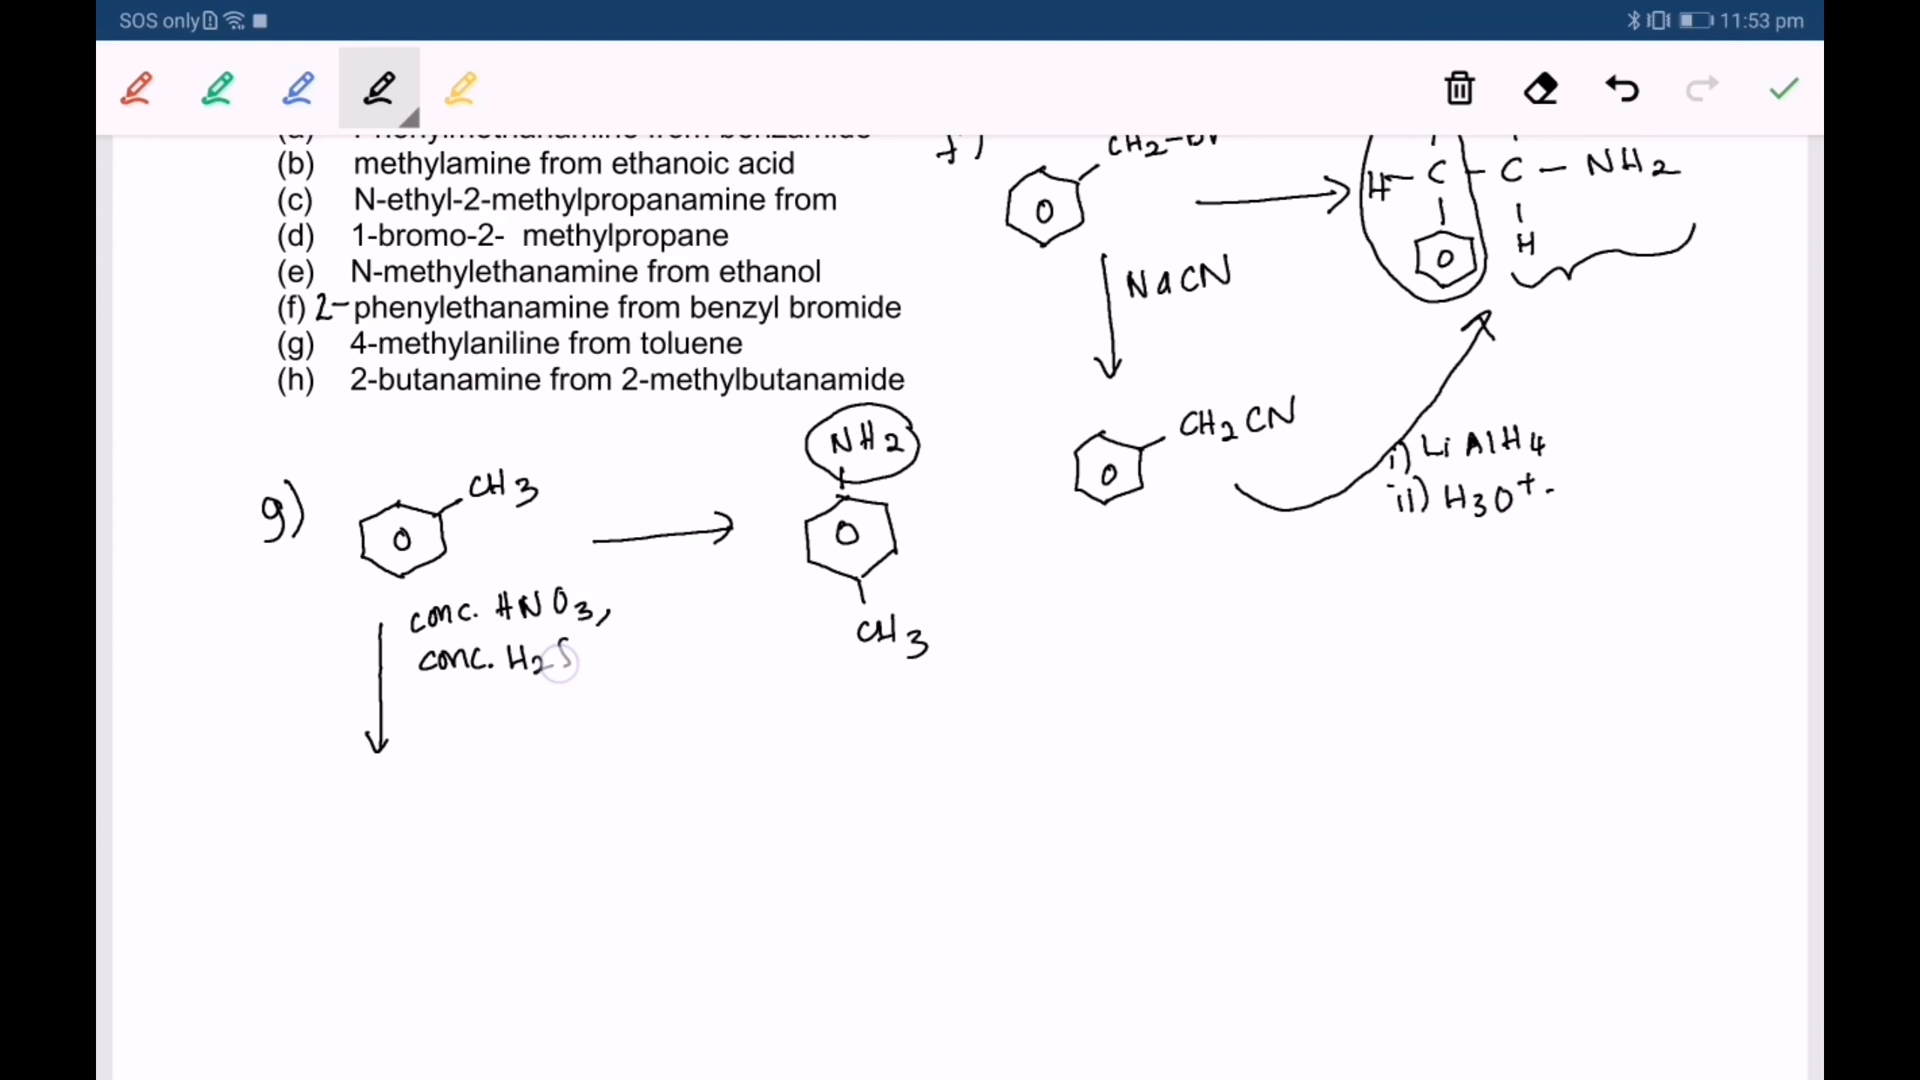 SOS only
11:53 pm
(b) methylamine from ethanoic acid
(c) N-ethyl-2-methylpropanamine from
(d) 1-bromo-2- methylpropane
(e) N-methylethanamine from ethanol
(f) 2-phenylethanamine from benzyl bromide
(g) 4-methylaniline from toluene
(h) 2-butanamine from 2-methylbutanamide
f)
CH2-Br
H-C-C-NH2
H
NaCN
CH2CN
i) LiAlH4
ii) H3O+.
g)
CH3
NH2
CH3
conc. HNO3,
conc. H2S